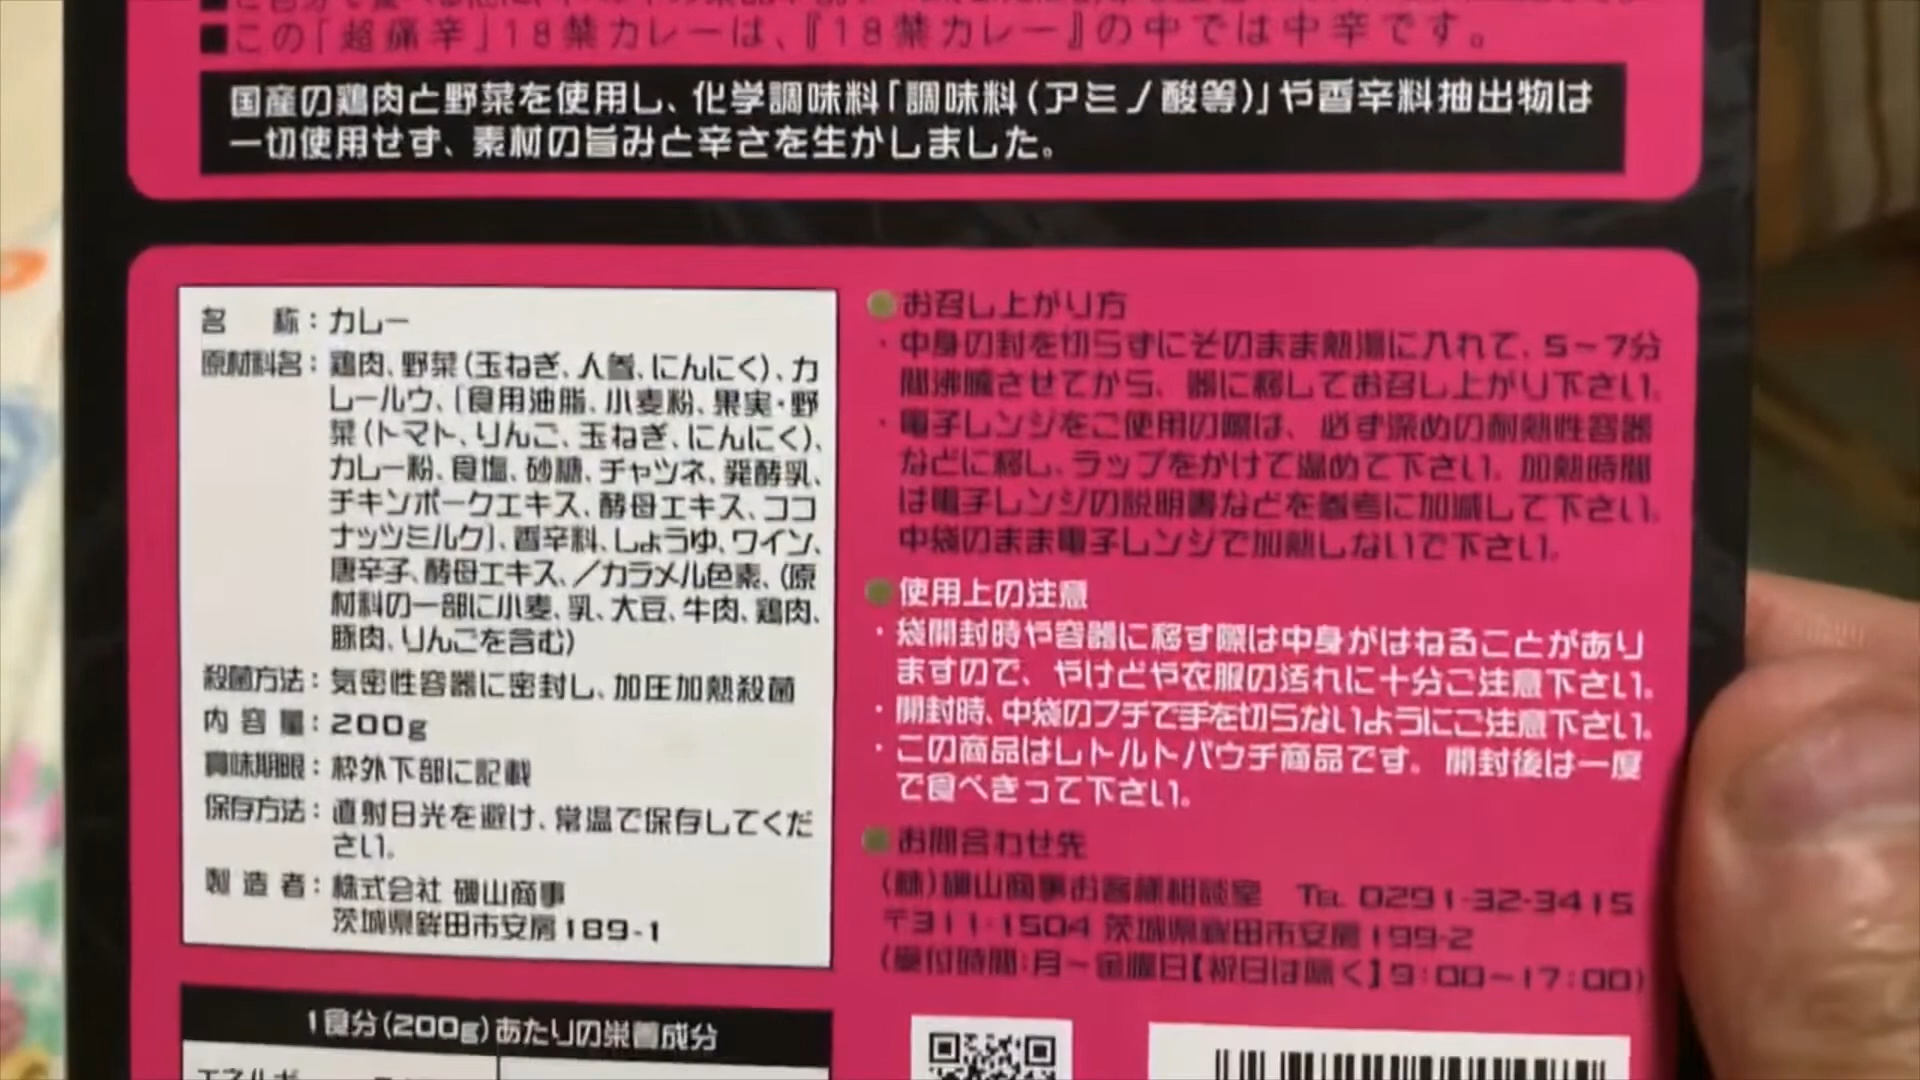 ■この「超痛辛」18禁カレーは、『18禁カレー』の中では中辛です。
国産の鶏肉と野菜を使用し、化学調味料「調味料(アミノ酸等)」や香辛料抽出物は
一切使用せず、素材の旨みと辛さを生かしました。
名 称:カレー
原材料名:鶏肉、野菜(玉ねぎ、人参、にんにく)、カ
レールウ、〔食用油脂、小麦粉、果実・野
菜(トマト、りんご、玉ねぎ、にんにく)、
カレー粉、食塩、砂糖、チャツネ、発酵乳、
チキンポークエキス、酵母エキス、ココ
ナッツミルク〕、香辛料、しょうゆ、ワイン、
唐辛子、酵母エキス、/カラメル色素、(原
材料の一部に小麦、乳、大豆、牛肉、鶏肉、
豚肉、りんごを含む)
殺菌方法:気密性容器に密封し、加圧加熱殺菌
内容量:200g
賞味期限:枠外下部に記載
保存方法:直射日光を避け、常温で保存してくだ
さい。
製造者:株式会社 磯山商事
茨城県鉾田市安房189-1
1食分(200g)あたりの栄養成分
エネルギ
●お召し上がり方
・中身の封を切らずにそのまま熱湯に入れて、5~7分
間沸騰させてから、器に移してお召し上がり下さい。
・電子レンジをご使用の際は、必ず深めの耐熱性容器
などに移し、ラップをかけて温めて下さい。加熱時間
は電子レンジの説明書などを参考に加減して下さい。
中袋のまま電子レンジで加熱しないで下さい。
●使用上の注意
・袋開封時や容器に移す際は中身がはねることがあり
ますので、やけどや衣服の汚れに十分ご注意下さい。
・開封時、中袋のフチで手を切らないようにご注意下さい。
・この商品はレトルトパウチ商品です。開封後は一度
で食べきって下さい。
●お問合わせ先
(株)磯山商事お客様相談室 TEL 0291-32-3415
〒311-1504 茨城県鉾田市安房199-2
(受付時間:月~金曜日【祝日は除く】9:00~17:00)